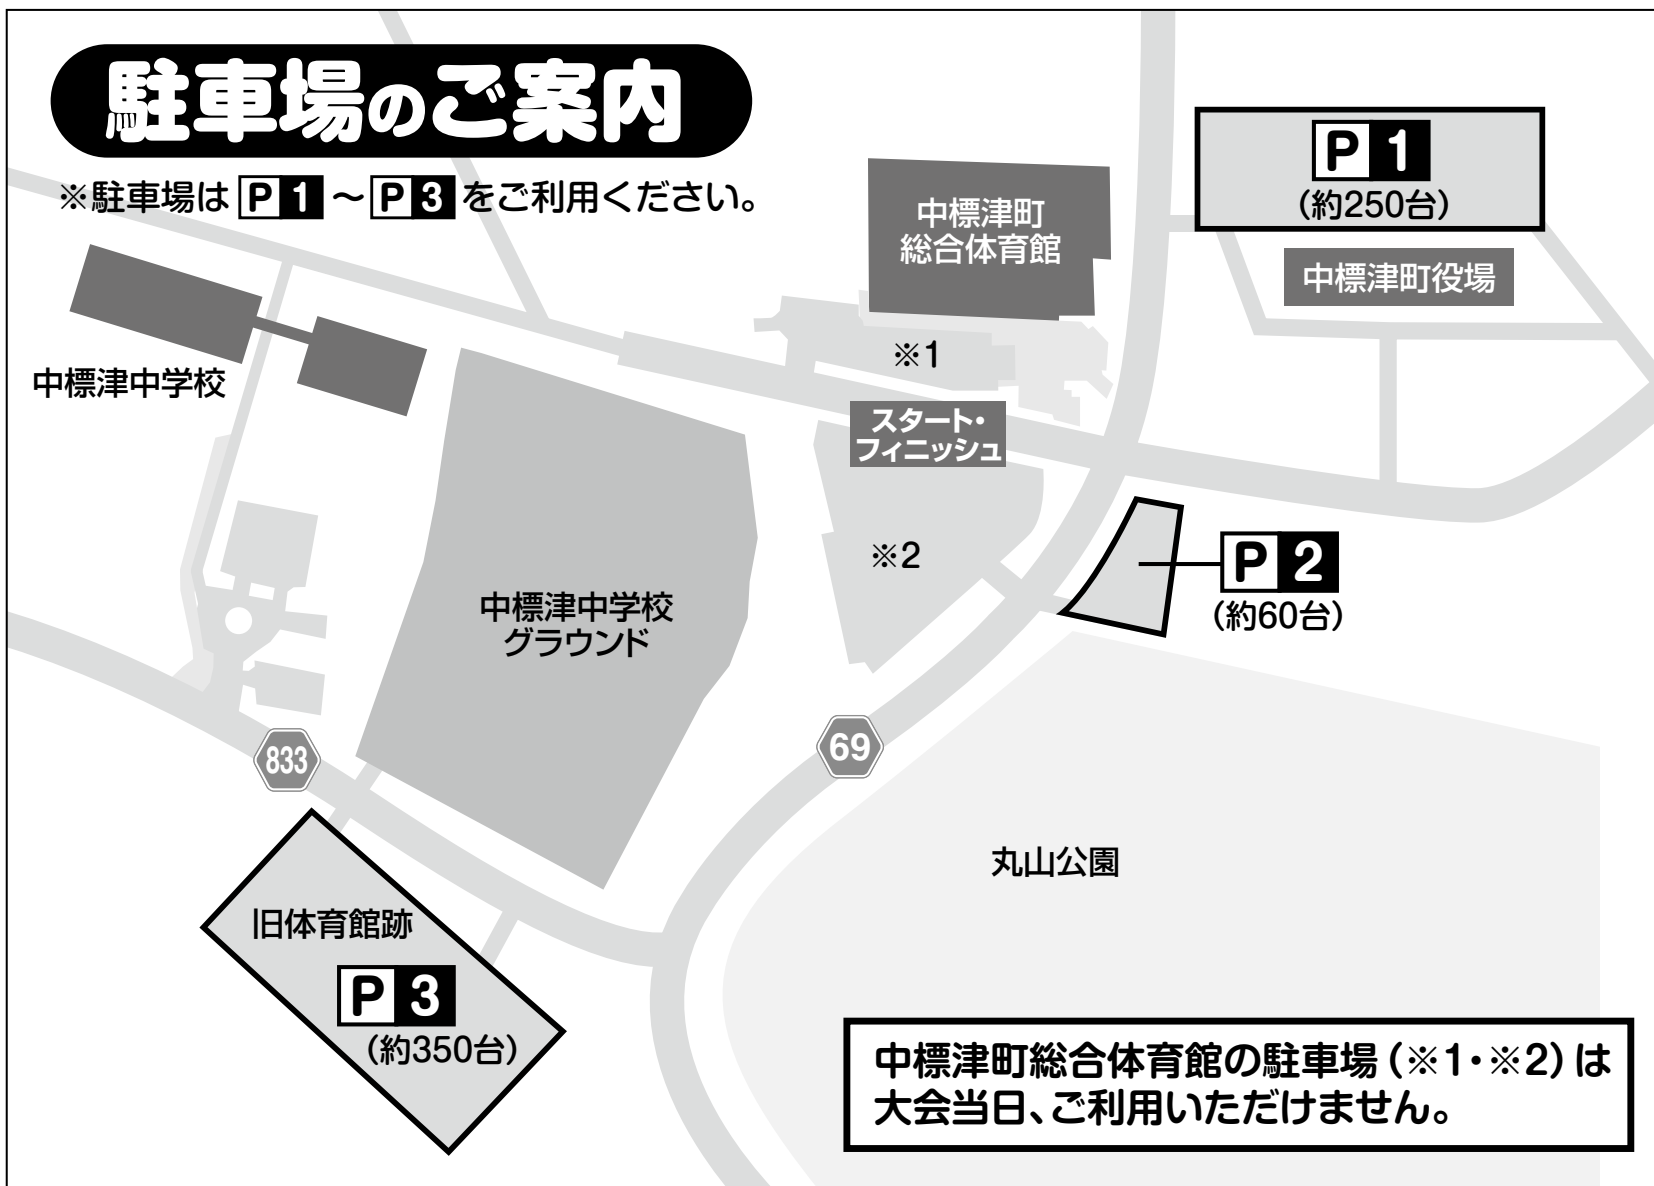 駐車場のご案内
※駐車場は P 1 ～ P 3 をご利用ください。
P 1
（約250台）
中標津町
総合体育館
中標津町役場
※1
中標津中学校
スタート・
フィニッシュ
※2
P 2
（約60台）
中標津中学校
グラウンド
833
69
丸山公園
旧体育館跡
P 3
（約350台）
中標津町総合体育館の駐車場（※1・※2）は
大会当日、ご利用いただけません。